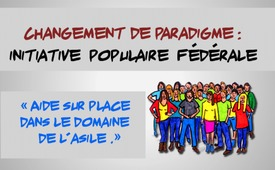 CHANGEMENT DE PARADIGME :
INITIATIVE POPULAIRE FÉDÉRALE
« AIDE SUR PLACE
DANS LE DOMAINE
DE L'ASILE .»